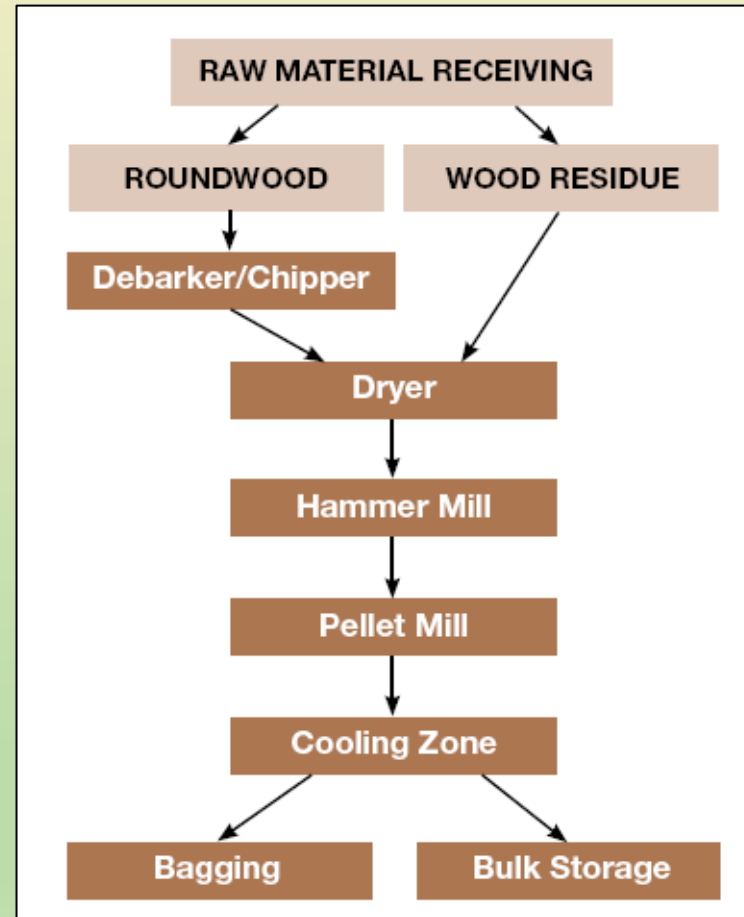 RAW MATERIAL RECEIVING
ROUNDWOOD
WOOD RESIDUE
Debarker/Chipper
Dryer
Hammer Mill
Pellet Mill
Cooling Zone
Bagging
Bulk Storage